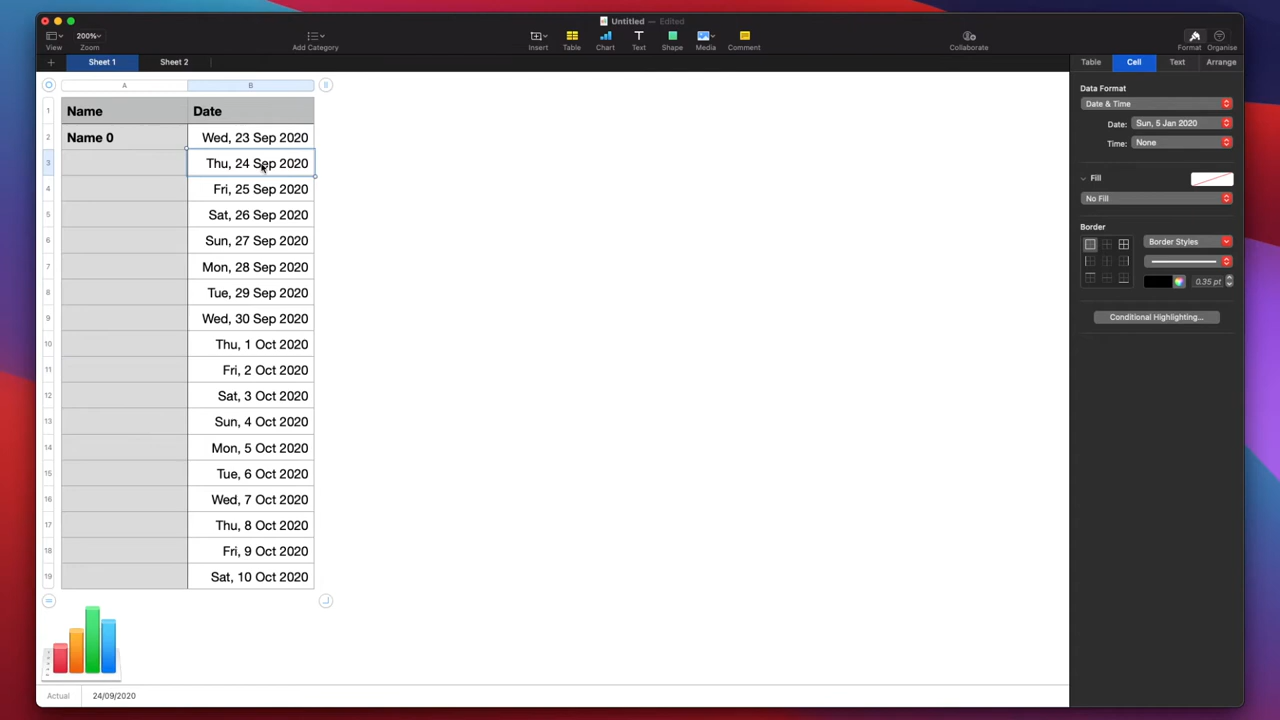 Untitled — Edited
View
200%
Zoom
Add Category
Insert
Table
Chart
Text
Shape
Media
Comment
Collaborate
Format
Organise
+
Sheet 1
Sheet 2
Table
Cell
Text
Arrange
A
B
1
Name
Date
2
Name 0
Wed, 23 Sep 2020
3
Thu, 24 Sep 2020
4
Fri, 25 Sep 2020
5
Sat, 26 Sep 2020
6
Sun, 27 Sep 2020
7
Mon, 28 Sep 2020
8
Tue, 29 Sep 2020
9
Wed, 30 Sep 2020
10
Thu, 1 Oct 2020
11
Fri, 2 Oct 2020
12
Sat, 3 Oct 2020
13
Sun, 4 Oct 2020
14
Mon, 5 Oct 2020
15
Tue, 6 Oct 2020
16
Wed, 7 Oct 2020
17
Thu, 8 Oct 2020
18
Fri, 9 Oct 2020
19
Sat, 10 Oct 2020
Data Format
Date & Time
Date: Sun, 5 Jan 2020
Time: None
Fill
No Fill
Border
Border Styles
0.35 pt
Conditional Highlighting...
Actual
24/09/2020